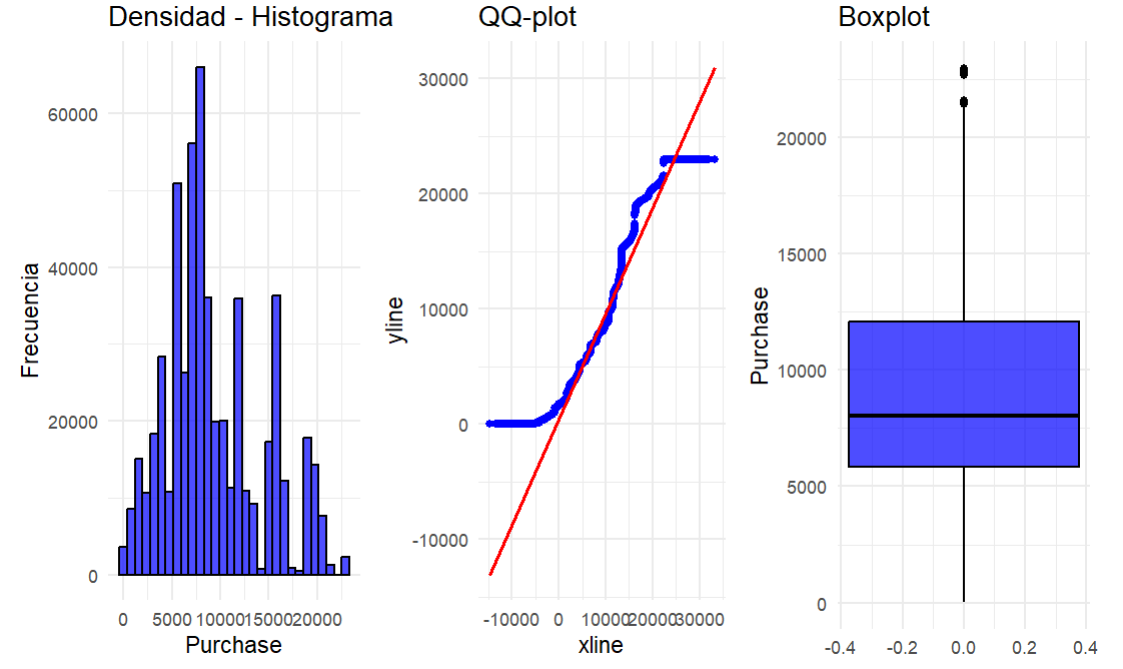 Densidad - Histograma
Frecuencia
60000
40000
20000
0
0 5000 10000 15000 20000
Purchase
QQ-plot
yline
30000
20000
10000
0
-10000
-10000 0 10000 20000 30000
xline
Boxplot
Purchase
20000
15000
10000
5000
0
-0.4 -0.2 0.0 0.2 0.4